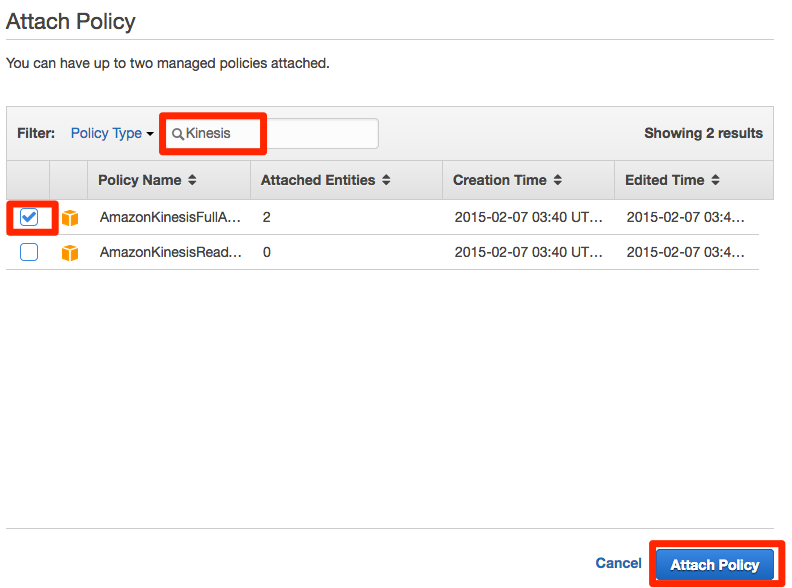 Attach Policy
You can have up to two managed policies attached.
Filter: Policy Type Kinesis Showing 2 results
Policy Name Attached Entities Creation Time Edited Time
AmazonKinesisFullA... 2 2015-02-07 03:40 UT... 2015-02-07 03:4...
AmazonKinesisRead... 0 2015-02-07 03:40 UT... 2015-02-07 03:4...
Cancel Attach Policy